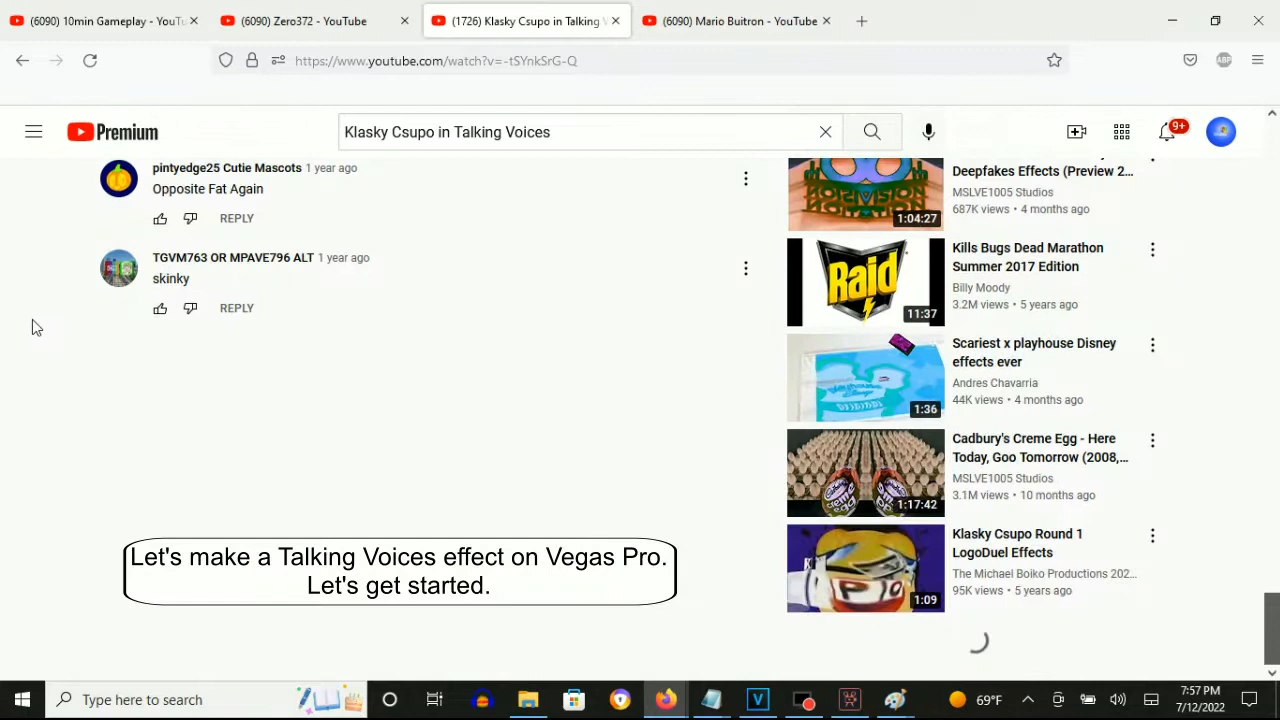 (6090) 10min Gameplay - YouTu
(6090) Zero372 - YouTube
(1726) Klasky Csupo in Talking V
(6090) Mario Buitron - YouTube
https://www.youtube.com/watch?v=-tSYnkSrG-Q
ABP
Premium
Klasky Csupo in Talking Voices
9+
pintyedge25 Cutie Mascots 1 year ago
Opposite Fat Again
REPLY
TGVM763 OR MPAVE796 ALT 1 year ago
skinky
REPLY
Deepfakes Effects (Preview 2...
MSLVE1005 Studios
687K views • 4 months ago
1:04:27
Kills Bugs Dead Marathon
Summer 2017 Edition
Billy Moody
3.2M views • 5 years ago
Raid
11:37
Scariest x playhouse Disney
effects ever
Andres Chavarria
44K views • 4 months ago
1:36
Cadbury's Creme Egg - Here
Today, Goo Tomorrow (2008,...
MSLVE1005 Studios
3.1M views • 10 months ago
1:17:42
Klasky Csupo Round 1
LogoDuel Effects
The Michael Boiko Productions 202...
95K views • 5 years ago
1:09
Let's make a Talking Voices effect on Vegas Pro.
Let's get started.
Type here to search
V
69°F
7:57 PM
7/12/2022